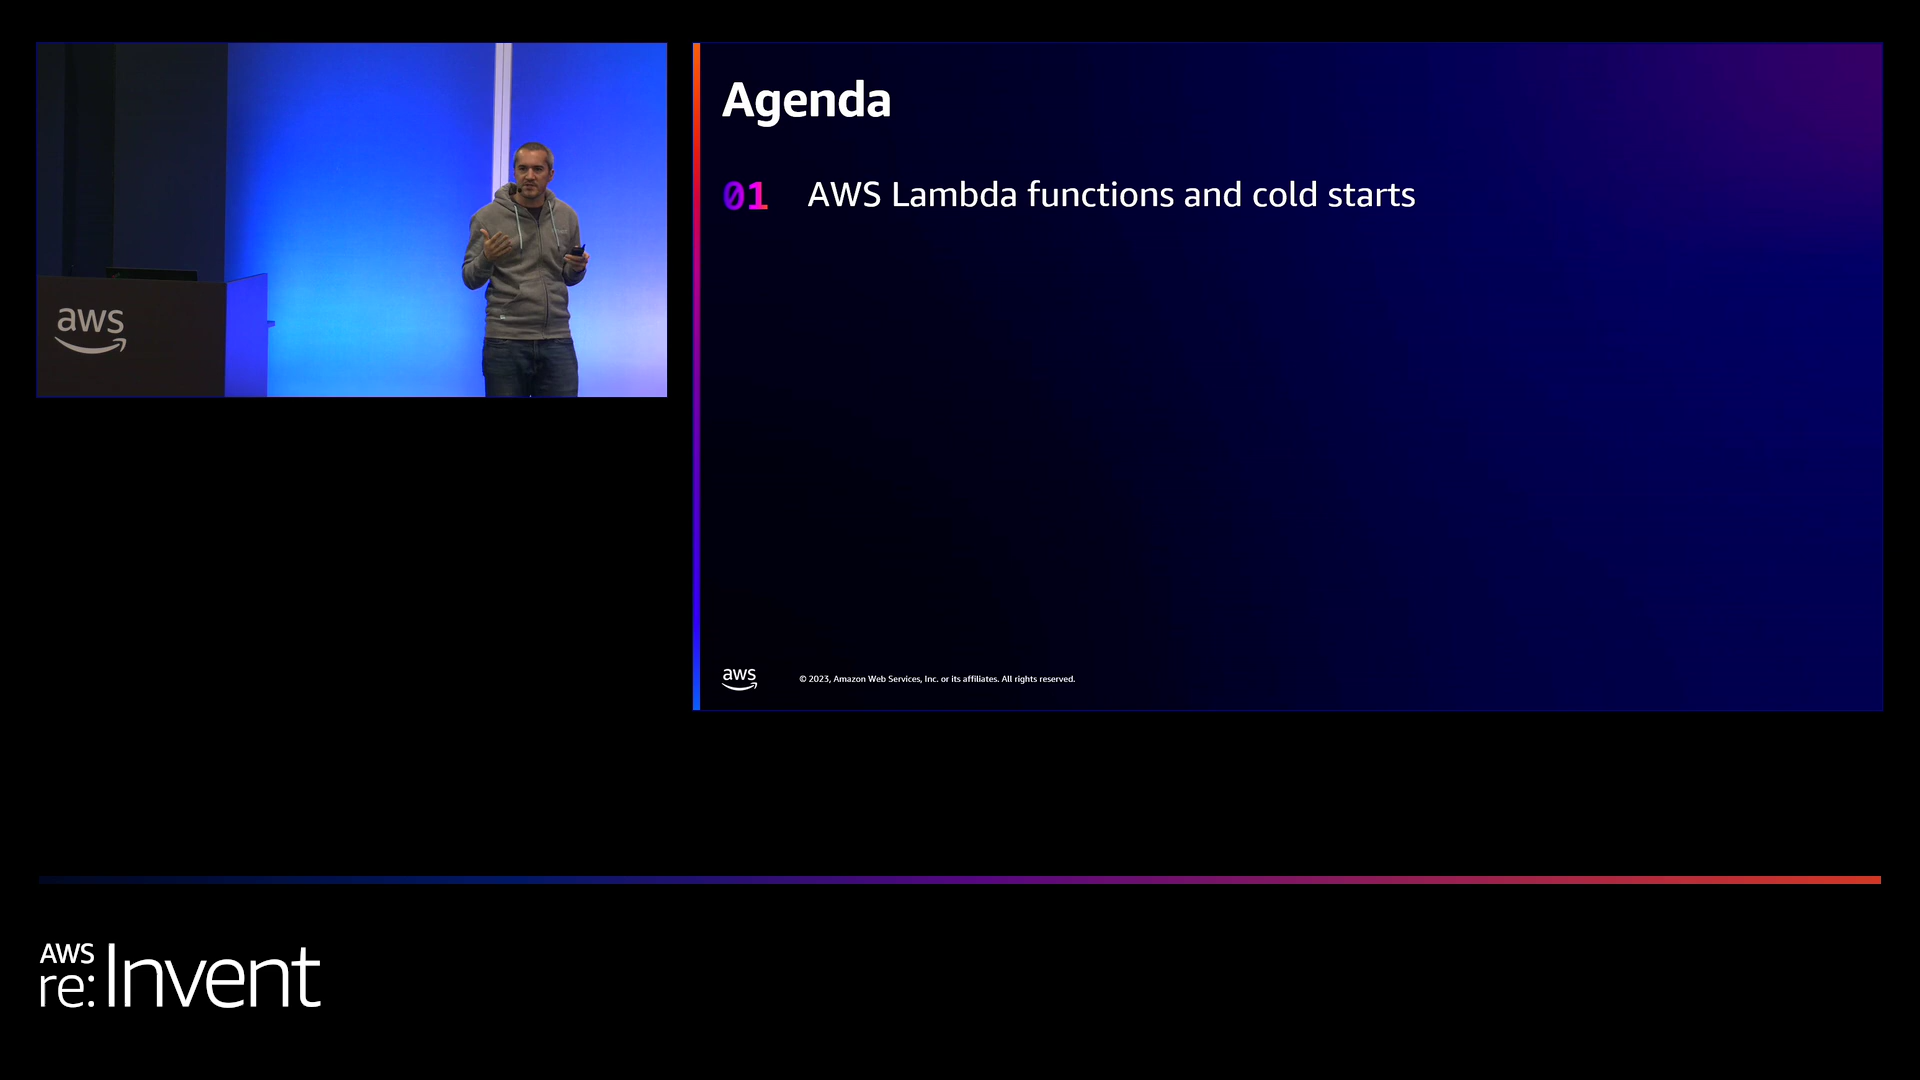 aws
Agenda
01 AWS Lambda functions and cold starts
aws
© 2023, Amazon Web Services, Inc. or its affiliates. All rights reserved.
AWS
re:Invent